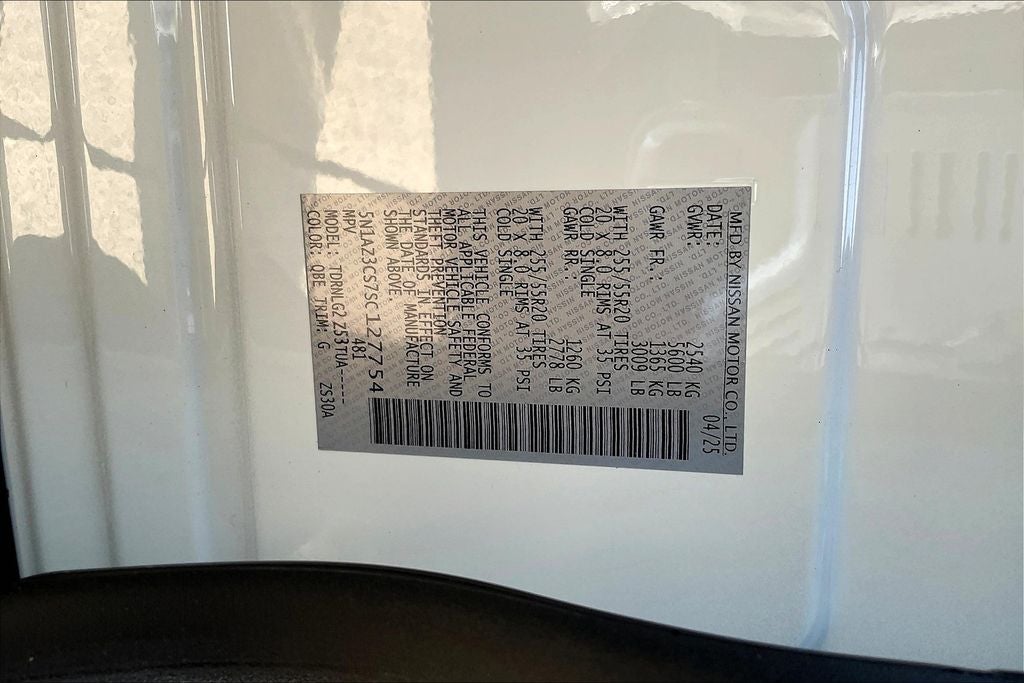 MFD BY NISSAN MOTOR CO., LTD.
DATE: 04/25
GVWR: 2540 KG
5600 LB
GAWR FR.: 1365 KG
3009 LB
WITH 255/55R20 TIRES
20 X 8.0 RIMS AT 35 PSI
COLD SINGLE
GAWR RR.: 1260 KG
2778 LB
WITH 255/55R20 TIRES
20 X 8.0 RIMS AT 35 PSI
COLD SINGLE
THIS VEHICLE CONFORMS TO
ALL APPLICABLE FEDERAL
MOTOR VEHICLE SAFETY AND
THEFT PREVENTION
STANDARDS IN EFFECT ON
THE DATE OF MANUFACTURE
SHOWN ABOVE.
5N1AZ3CS7SC127754
MPV 481
MODEL: TDRNLG2Z53TUA-----
COLOR: QBE TRIM: G ZS30A